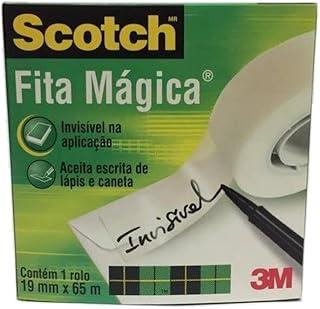 Scotch MR
Fita Mágica®
Invisível na
aplicação
Aceita escrita de
lápis e caneta
Invisível
Contém 1 rolo
19 mm x 65 m
TM
3M